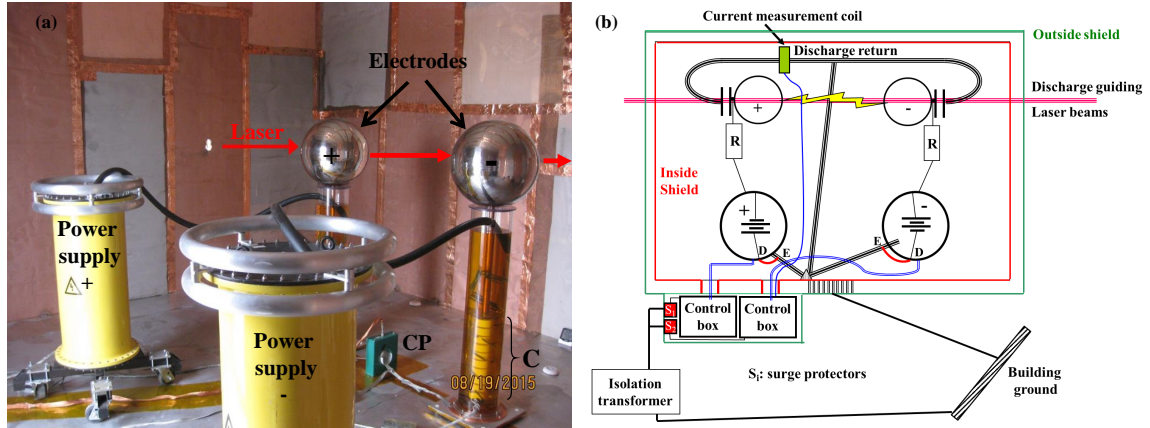 (a)
Electrodes
Laser
+
-
Power
supply
+
Power
supply
-
CP
C
08/19/2015
(b)
Current measurement coil
Discharge return
Outside shield
Discharge guiding
Laser beams
+
-
R
R
Inside
Shield
+
-
D
E
E
D
S₁
S₂
Control
box
Control
box
Isolation
transformer
Sᵢ: surge protectors
Building
ground